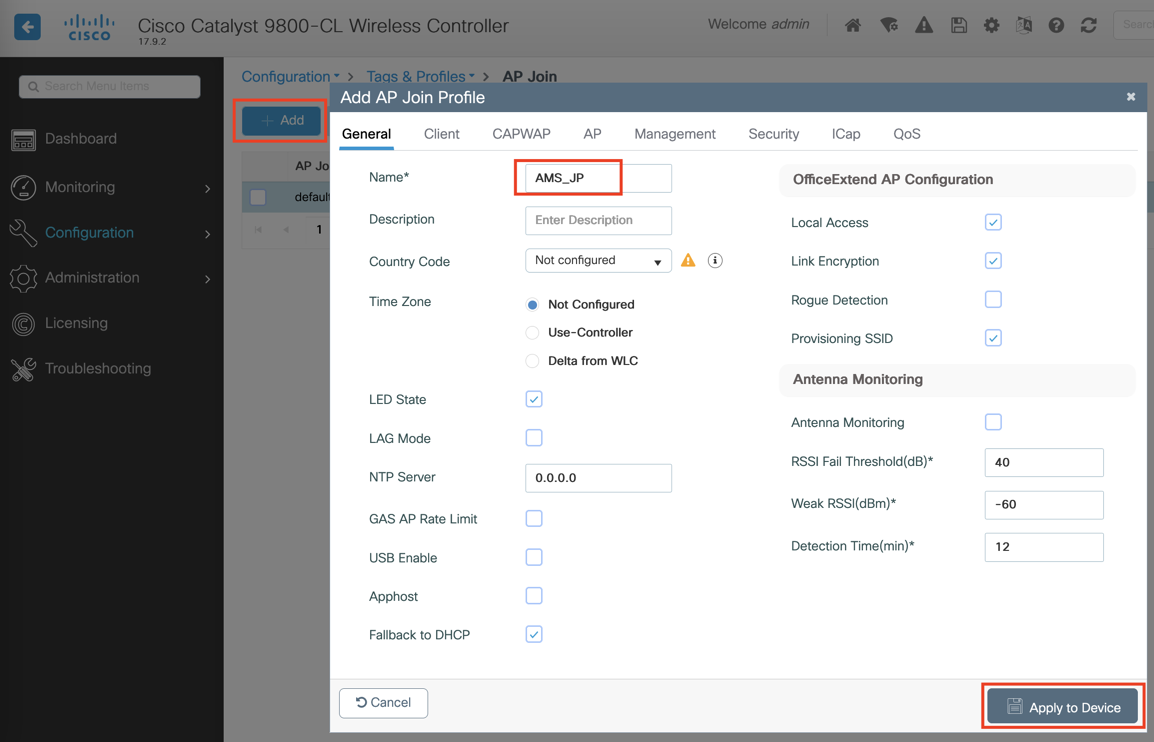 Cisco Catalyst 9800-CL Wireless Controller
17.9.2
CISCO
Welcome admin
Search Menu Items
Dashboard
Monitoring
Configuration
Administration
Licensing
Troubleshooting
Configuration > Tags & Profiles > AP Join
+ Add
AP Jo
default
1
Add AP Join Profile
General Client CAPWAP AP Management Security ICap QoS
Name* AMS_JP
Description Enter Description
Country Code Not configured
Time Zone Not Configured
Use-Controller
Delta from WLC
LED State
LAG Mode
NTP Server 0.0.0.0
GAS AP Rate Limit
USB Enable
Apphost
Fallback to DHCP
OfficeExtend AP Configuration
Local Access
Link Encryption
Rogue Detection
Provisioning SSID
Antenna Monitoring
Antenna Monitoring
RSSI Fail Threshold(dB)* 40
Weak RSSI(dBm)* -60
Detection Time(min)* 12
Cancel
Apply to Device